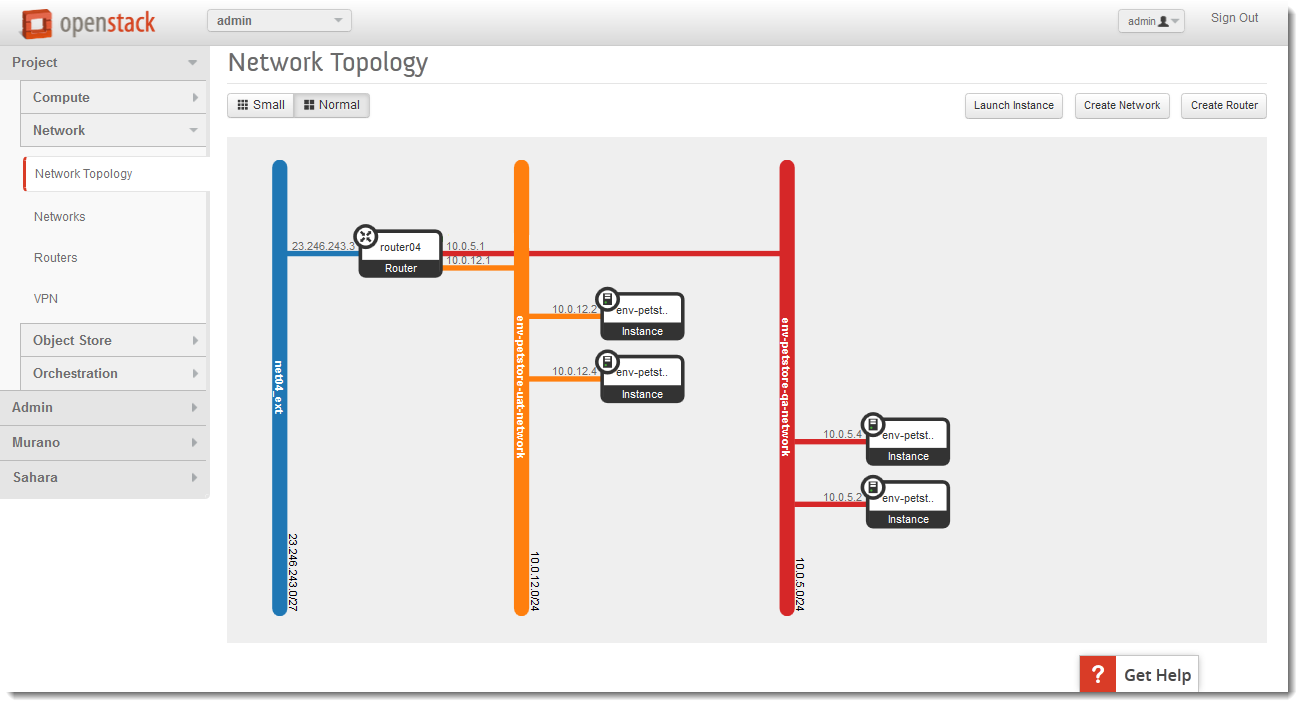 openstack
admin
admin
Sign Out
Project
Compute
Network
Network Topology
Networks
Routers
VPN
Object Store
Orchestration
Admin
Murano
Sahara
Network Topology
Small
Normal
Launch Instance
Create Network
Create Router
net04_ext
23.246.243.0/27
23.246.243.3
router04
Router
10.0.5.1
10.0.12.1
env-petstore-uat-network
10.0.12.0/24
10.0.12.2
env-petst..
Instance
10.0.12.4
env-petst..
Instance
env-petstore-qa-network
10.0.5.0/24
10.0.5.4
env-petst..
Instance
10.0.5.2
env-petst..
Instance
? Get Help